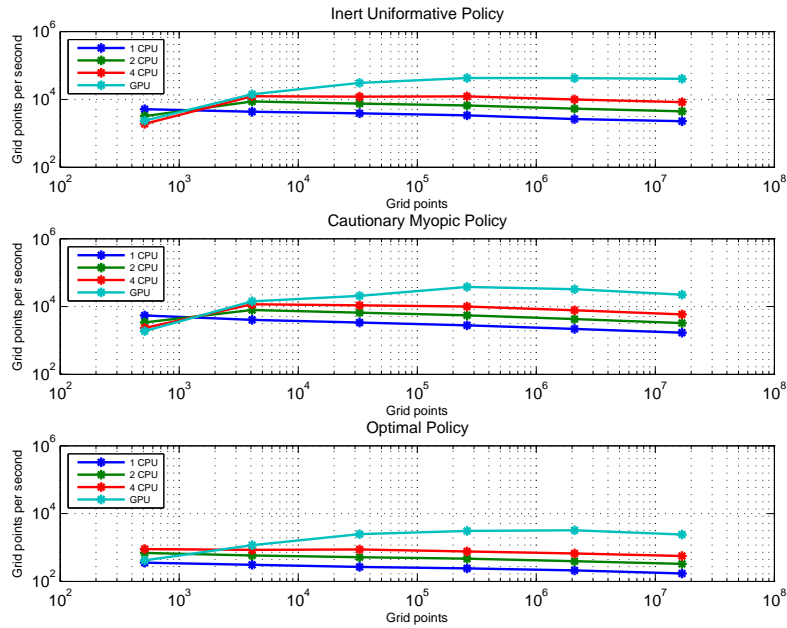 Inert Uniformative Policy
10^6
10^4
10^2
Grid points per second
1 CPU
2 CPU
4 CPU
GPU
10^2 10^3 10^4 10^5 10^6 10^7 10^8
Grid points
Cautionary Myopic Policy
10^6
10^4
10^2
Grid points per second
1 CPU
2 CPU
4 CPU
GPU
10^2 10^3 10^4 10^5 10^6 10^7 10^8
Grid points
Optimal Policy
10^6
10^4
10^2
Grid points per second
1 CPU
2 CPU
4 CPU
GPU
10^2 10^3 10^4 10^5 10^6 10^7 10^8
Grid points